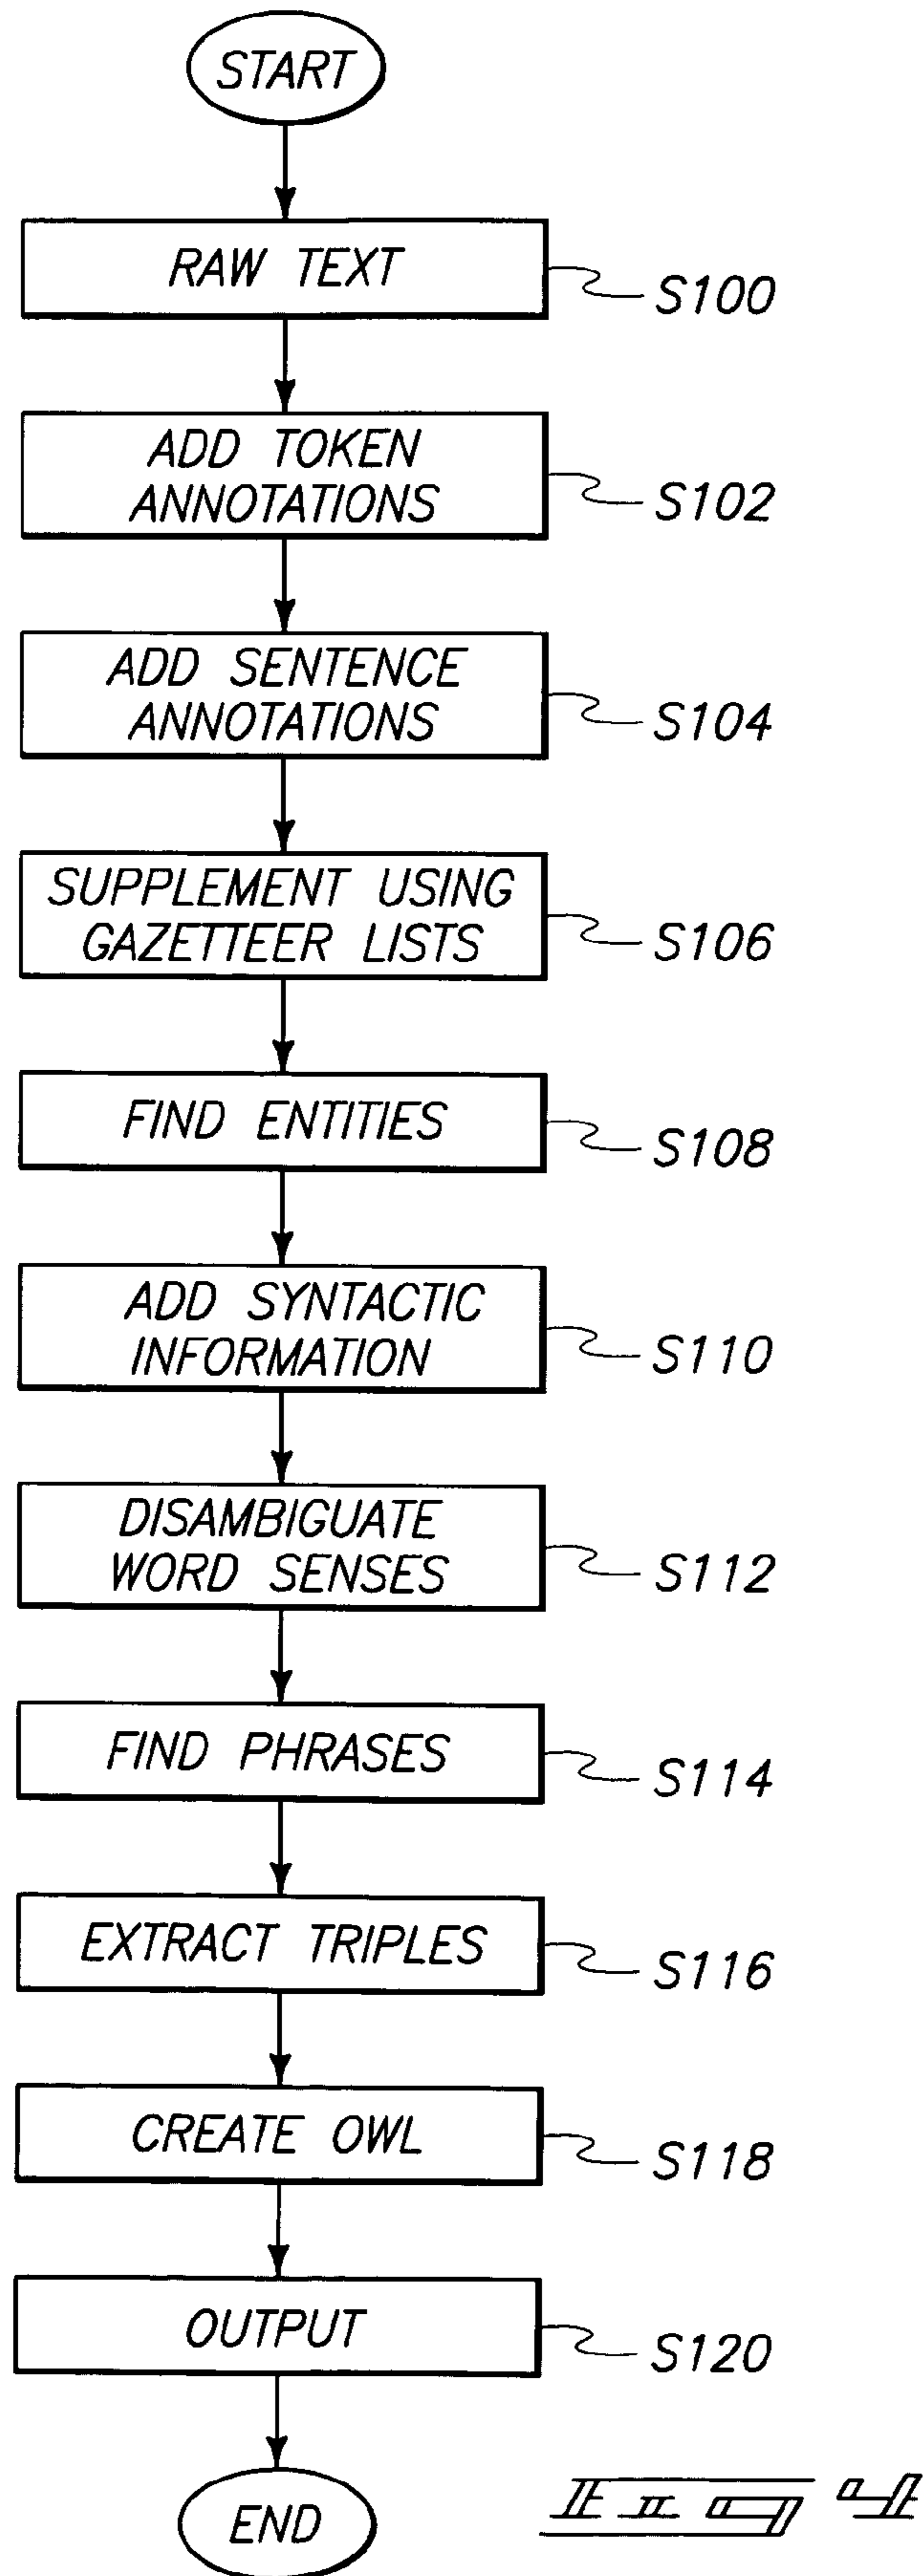 START
RAW TEXT
S100
ADD TOKEN
ANNOTATIONS
S102
ADD SENTENCE
ANNOTATIONS
S104
SUPPLEMENT USING
GAZETTEER LISTS
S106
FIND ENTITIES
S108
ADD SYNTACTIC
INFORMATION
S110
DISAMBIGUATE
WORD SENSES
S112
FIND PHRASES
S114
EXTRACT TRIPLES
S116
CREATE OWL
S118
OUTPUT
S120
END
FIG 4